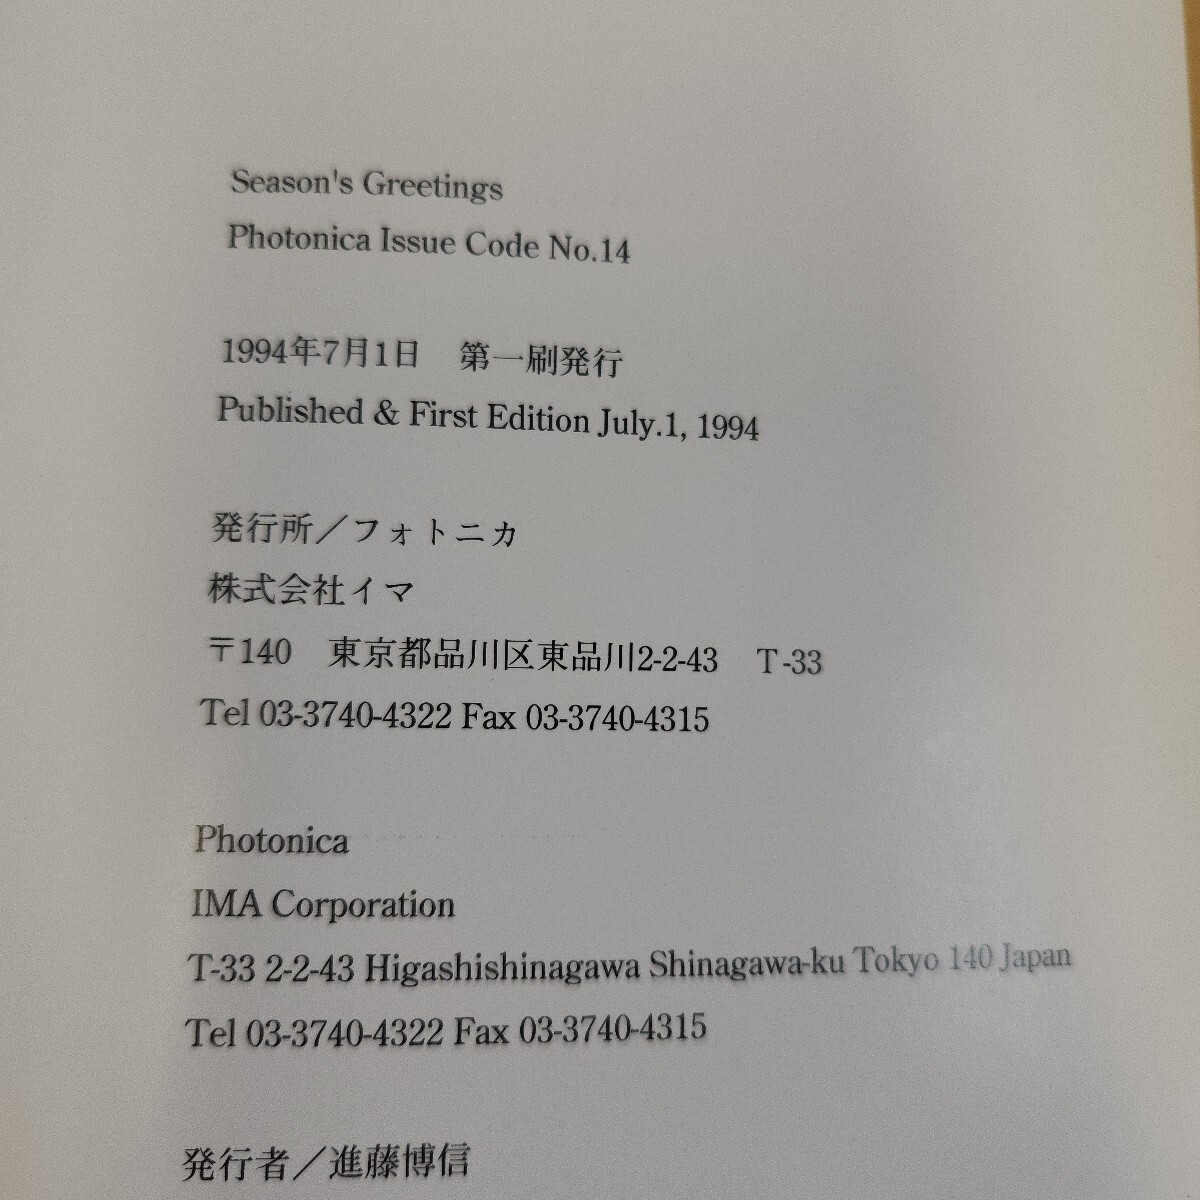 Season's Greetings
Photonica Issue Code No.14
1994年7月1日　第一刷発行
Published & First Edition July.1, 1994
発行所／フォトニカ
株式会社イマ
〒140　東京都品川区東品川2-2-43　T-33
Tel 03-3740-4322 Fax 03-3740-4315
Photonica
IMA Corporation
T-33 2-2-43 Higashishinagawa Shinagawa-ku Tokyo 140 Japan
Tel 03-3740-4322 Fax 03-3740-4315
発行者／進藤博信